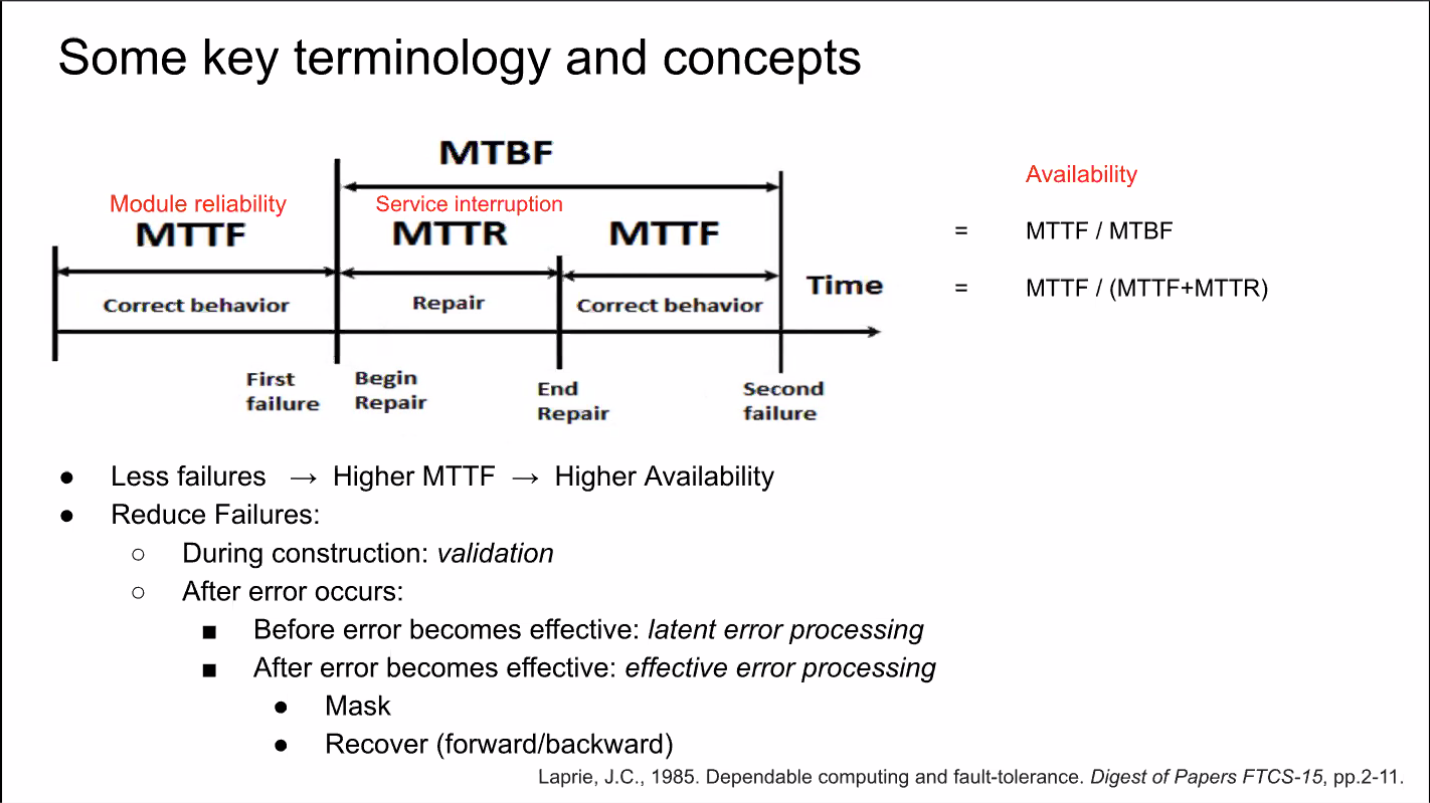 Some key terminology and concepts
MTBF
Module reliability
Service interruption
MTTF
MTTR
MTTF
Time
Correct behavior
Repair
Correct behavior
First
failure
Begin
Repair
End
Repair
Second
failure
Availability
= MTTF / MTBF
= MTTF / (MTTF+MTTR)
● Less failures → Higher MTTF → Higher Availability
● Reduce Failures:
○ During construction: validation
○ After error occurs:
■ Before error becomes effective: latent error processing
■ After error becomes effective: effective error processing
● Mask
● Recover (forward/backward)
Laprie, J.C., 1985. Dependable computing and fault-tolerance. Digest of Papers FTCS-15, pp.2-11.